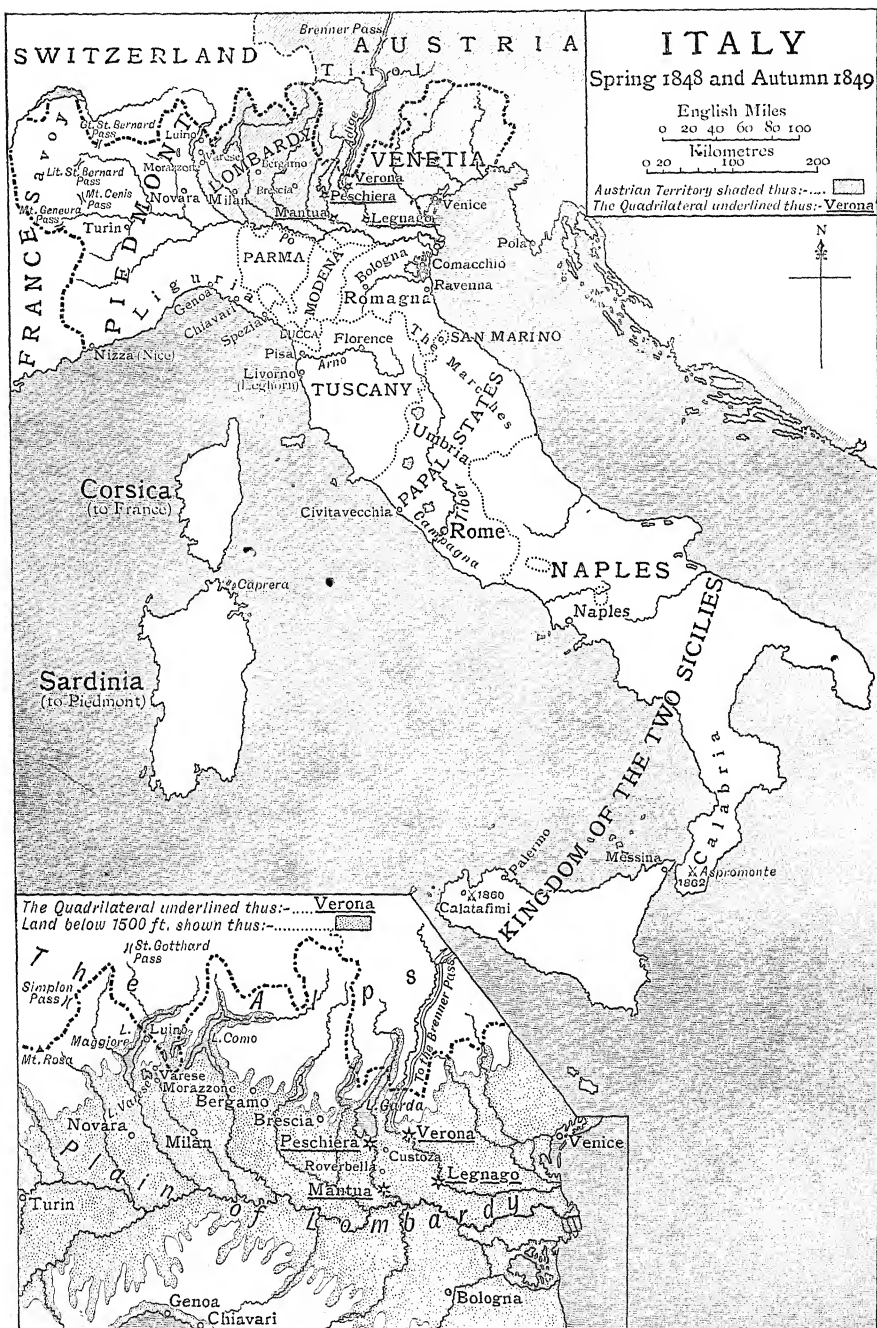 ITALY
Spring 1848 and Autumn 1849
English Miles
0 20 40 60 80 100
Kilometres
0 20 100 200
Austrian Territory shaded thus:-....
The Quadrilateral underlined thus:- Verona
N
SWITZERLAND
Brenner Pass
AUSTRIA
Tirol
Gt. St. Bernard
Pass
Savoy
Luino
Varese
Morazzone
LOMBARDY
Bergamo
Adige
VENETIA
Lit. St. Bernard
Pass
Mt. Cenis
Pass
Mt. Genevra
Pass
Novara
Milan
Brescia
Verona
Peschiera
Mantua
Legnago
Venice
Turin
FRANCE
PIEDMONT
Po
PARMA
MODENA
Bologna
Comacchio
Pola
Romagna
Ravenna
Liguria
Genoa
Chiavari
Spezia
LUCCA
Florence
The Marches
SAN MARINO
Nizza (Nice)
Pisa
Arno
Livorno
(Leghorn)
TUSCANY
Umbria
PAPAL STATES
Corsica
(to France)
Civitavecchia
Tiber
Rome
Campagna
Caprera
NAPLES
Naples
Sardinia
(to Piedmont)
KINGDOM OF THE TWO SICILIES
Calabria
Palermo
Messina
Aspromonte
1862
1860
Calatafimi
The Quadrilateral underlined thus:-..... Verona
Land below 1500 ft. shown thus:-............
The Alps
St. Gotthard
Pass
Simplon
Pass
L.
Maggiore
Luino
L. Como
To The Brenner Pass
Mt. Rosa
L. Varese
Varese
Morazzone
Bergamo
L. Garda
Novara
Milan
Brescia
Peschiera
Verona
Custoza
Roverbella
Venice
Mantua
Legnago
Plain of Lombardy
Turin
Genoa
Chiavari
Bologna